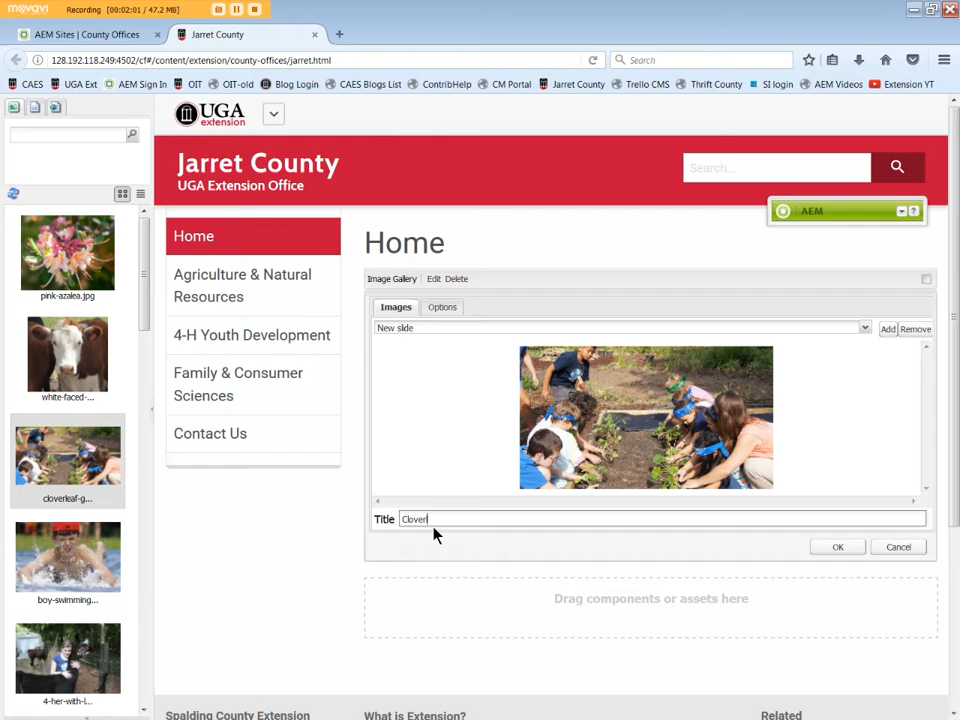 movavi Recording [00:02:01 / 47.2 MB]
AEM Sites | County Offices
Jarret County
128.192.118.249:4502/cf#/content/extension/county-offices/jarret.html
Search
CAES UGA Ext AEM Sign In OIT OIT-old Blog Login CAES Blogs List ContribHelp CM Portal Jarret County Trello CMS Thrift County SI login AEM Videos Extension YT
UGA
extension
Jarret County
UGA Extension Office
Search...
AEM
Home
Agriculture & Natural
Resources
4-H Youth Development
Family & Consumer
Sciences
Contact Us
pink-azalea.jpg
white-faced-...
cloverleaf-g...
boy-swimming...
4-her-with-i...
Home
Image Gallery Edit Delete
Images Options
New slide
Add Remove
Title Cloverl
OK Cancel
Drag components or assets here
Spalding County Extension What is Extension? Related